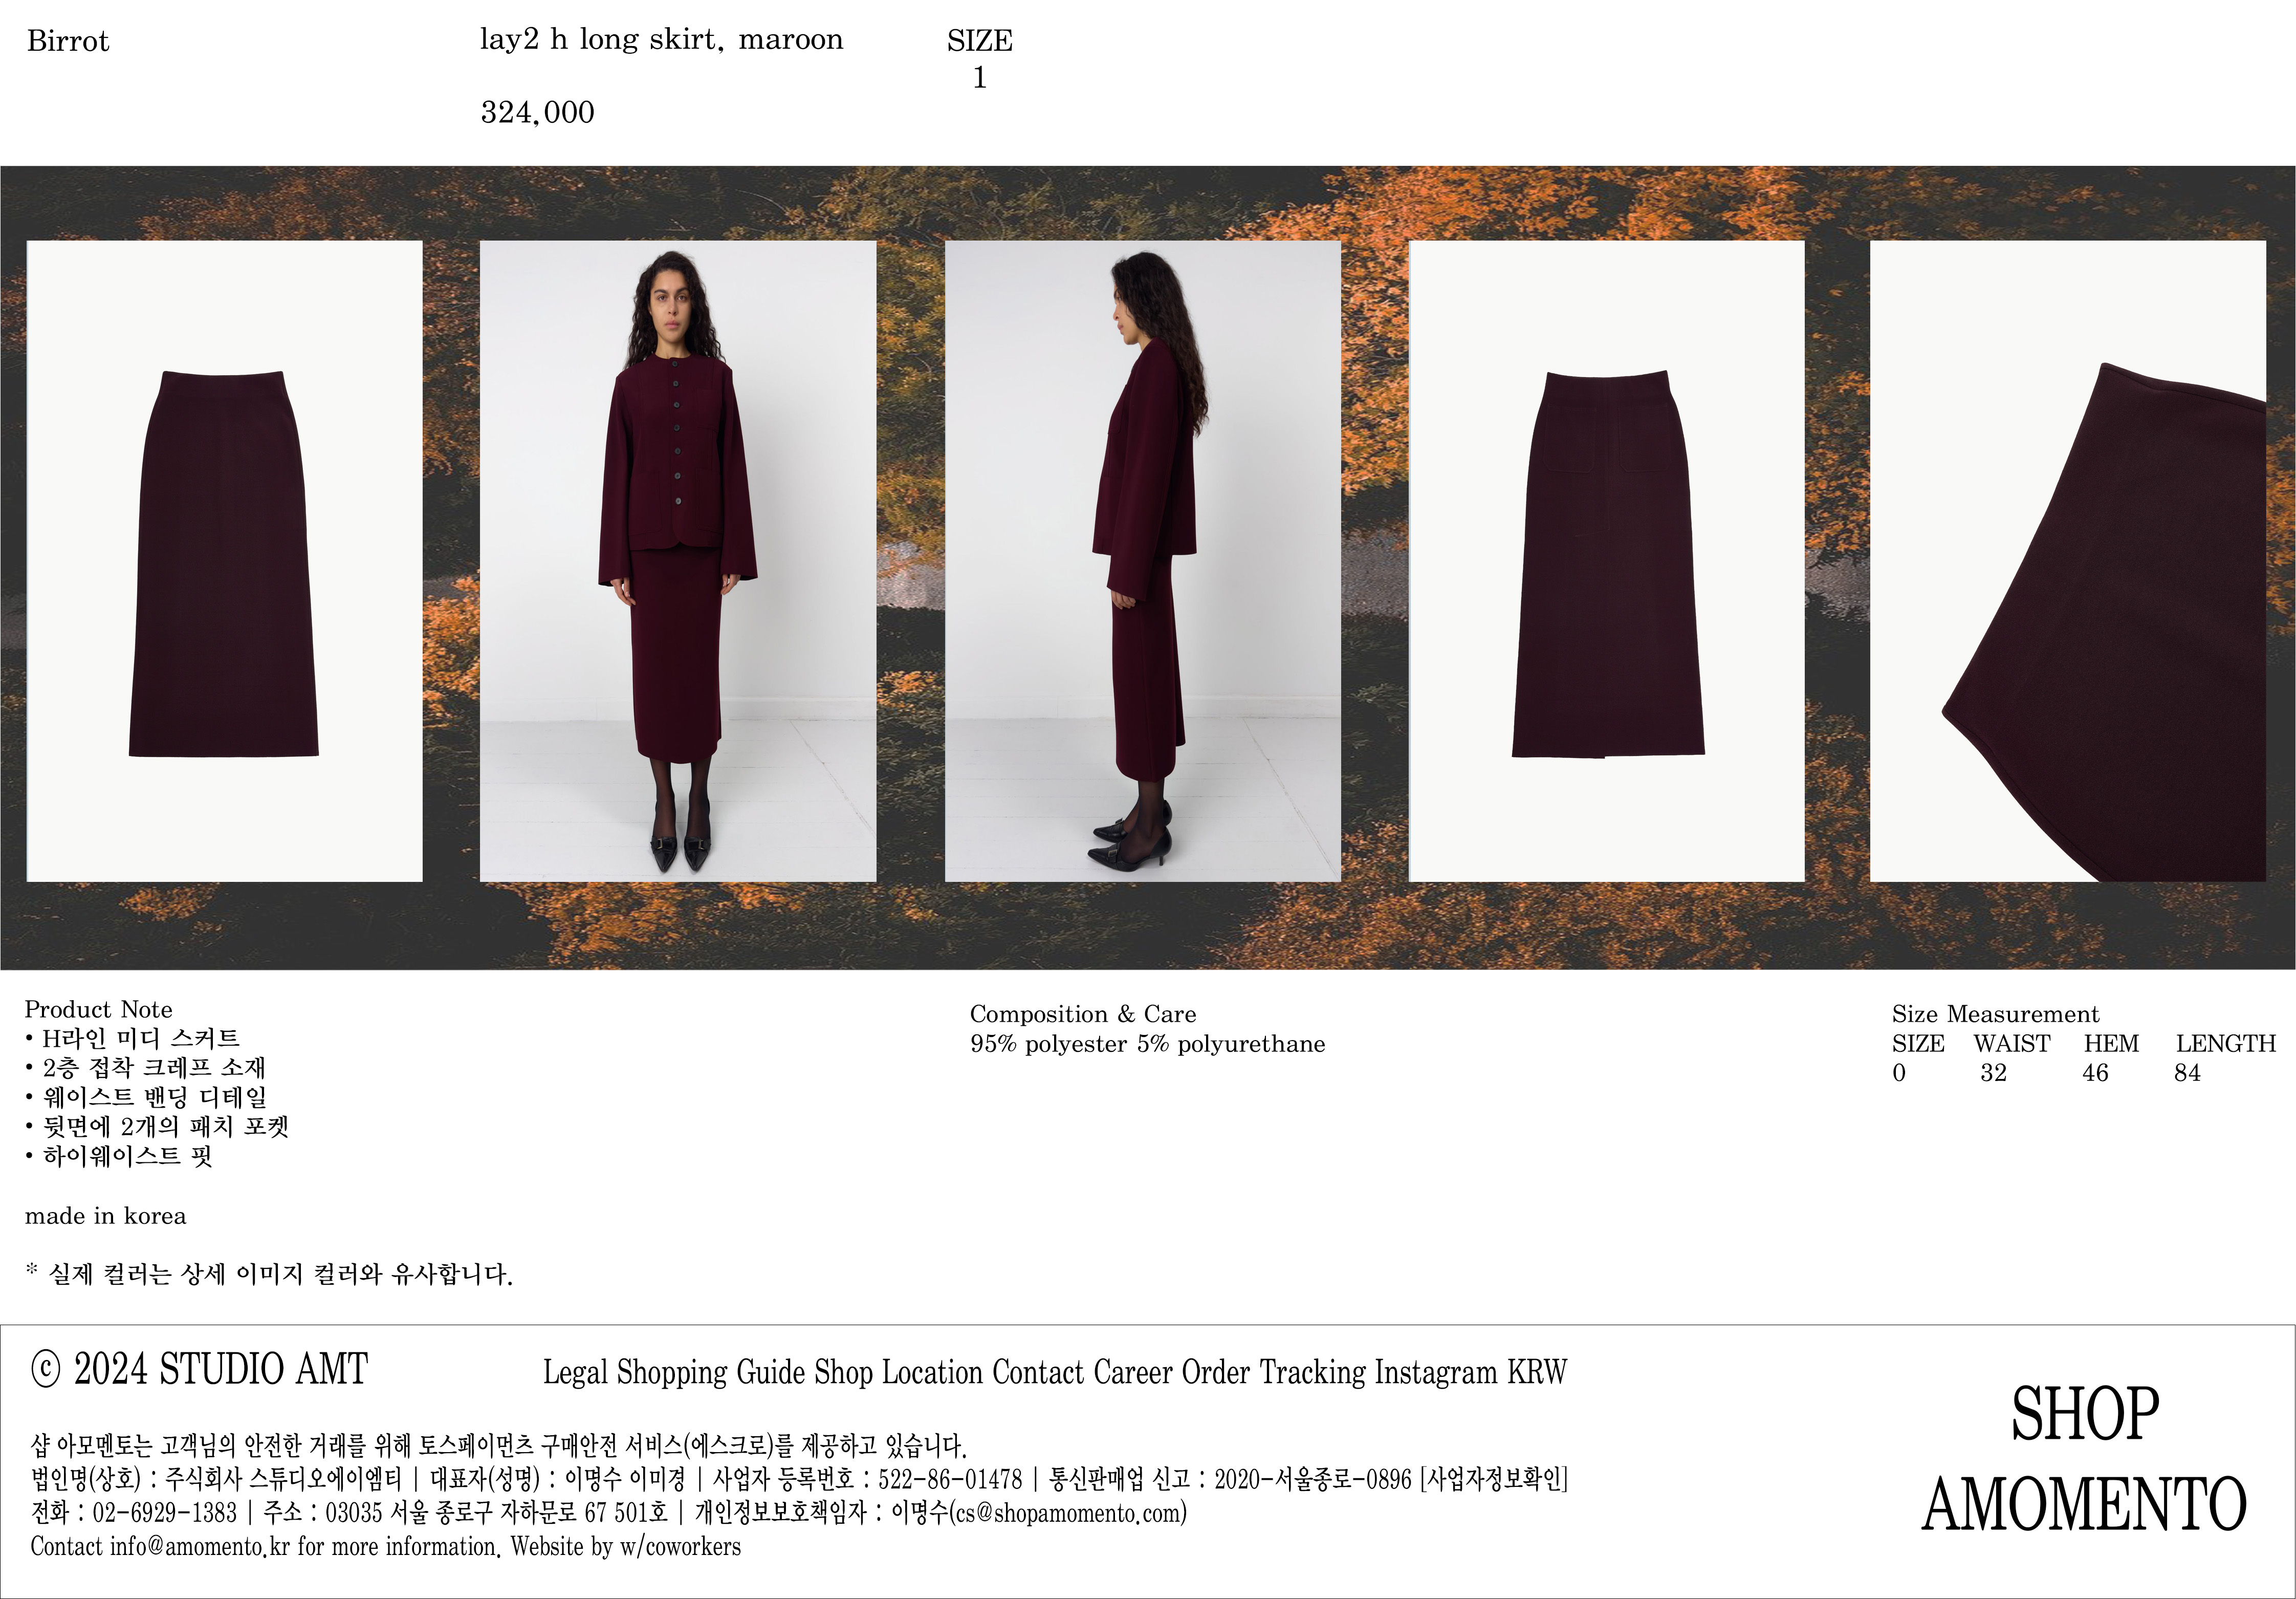 Birrot
lay2 h long skirt, maroon
324,000
SIZE
1
Product Note
• H라인 미디 스커트
• 2층 접착 크레프 소재
• 웨이스트 밴딩 디테일
• 뒷면에 2개의 패치 포켓
• 하이웨이스트 핏
made in korea
* 실제 컬러는 상세 이미지 컬러와 유사합니다.
Composition & Care
95% polyester 5% polyurethane
Size Measurement
SIZE WAIST HEM LENGTH
0 32 46 84
ⓒ 2024 STUDIO AMT
Legal Shopping Guide Shop Location Contact Career Order Tracking Instagram KRW
샵 아모멘토는 고객님의 안전한 거래를 위해 토스페이먼츠 구매안전 서비스(에스크로)를 제공하고 있습니다.
법인명(상호) : 주식회사 스튜디오에이엠티 | 대표자(성명) : 이명수 이미경 | 사업자 등록번호 : 522-86-01478 | 통신판매업 신고 : 2020-서울종로-0896 [사업자정보확인]
전화 : 02-6929-1383 | 주소 : 03035 서울 종로구 자하문로 67 501호 | 개인정보보호책임자 : 이명수(cs@shopamomento.com)
Contact info@amomento.kr for more information. Website by w/coworkers
SHOP
AMOMENTO